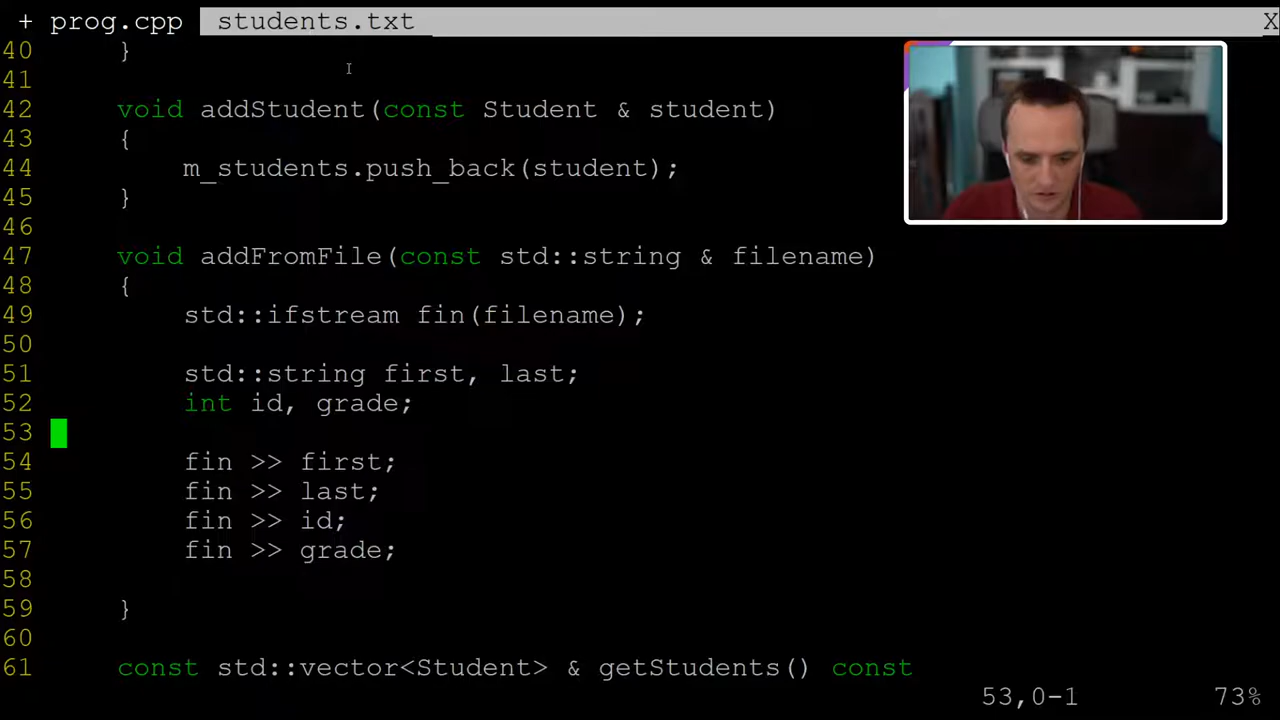 + prog.cpp students.txt X
40 }
41
42 void addStudent(const Student & student)
43 {
44 m_students.push_back(student);
45 }
46
47 void addFromFile(const std::string & filename)
48 {
49 std::ifstream fin(filename);
50
51 std::string first, last;
52 int id, grade;
53
54 fin >> first;
55 fin >> last;
56 fin >> id;
57 fin >> grade;
58
59 }
60
61 const std::vector<Student> & getStudents() const
53,0-1 73%